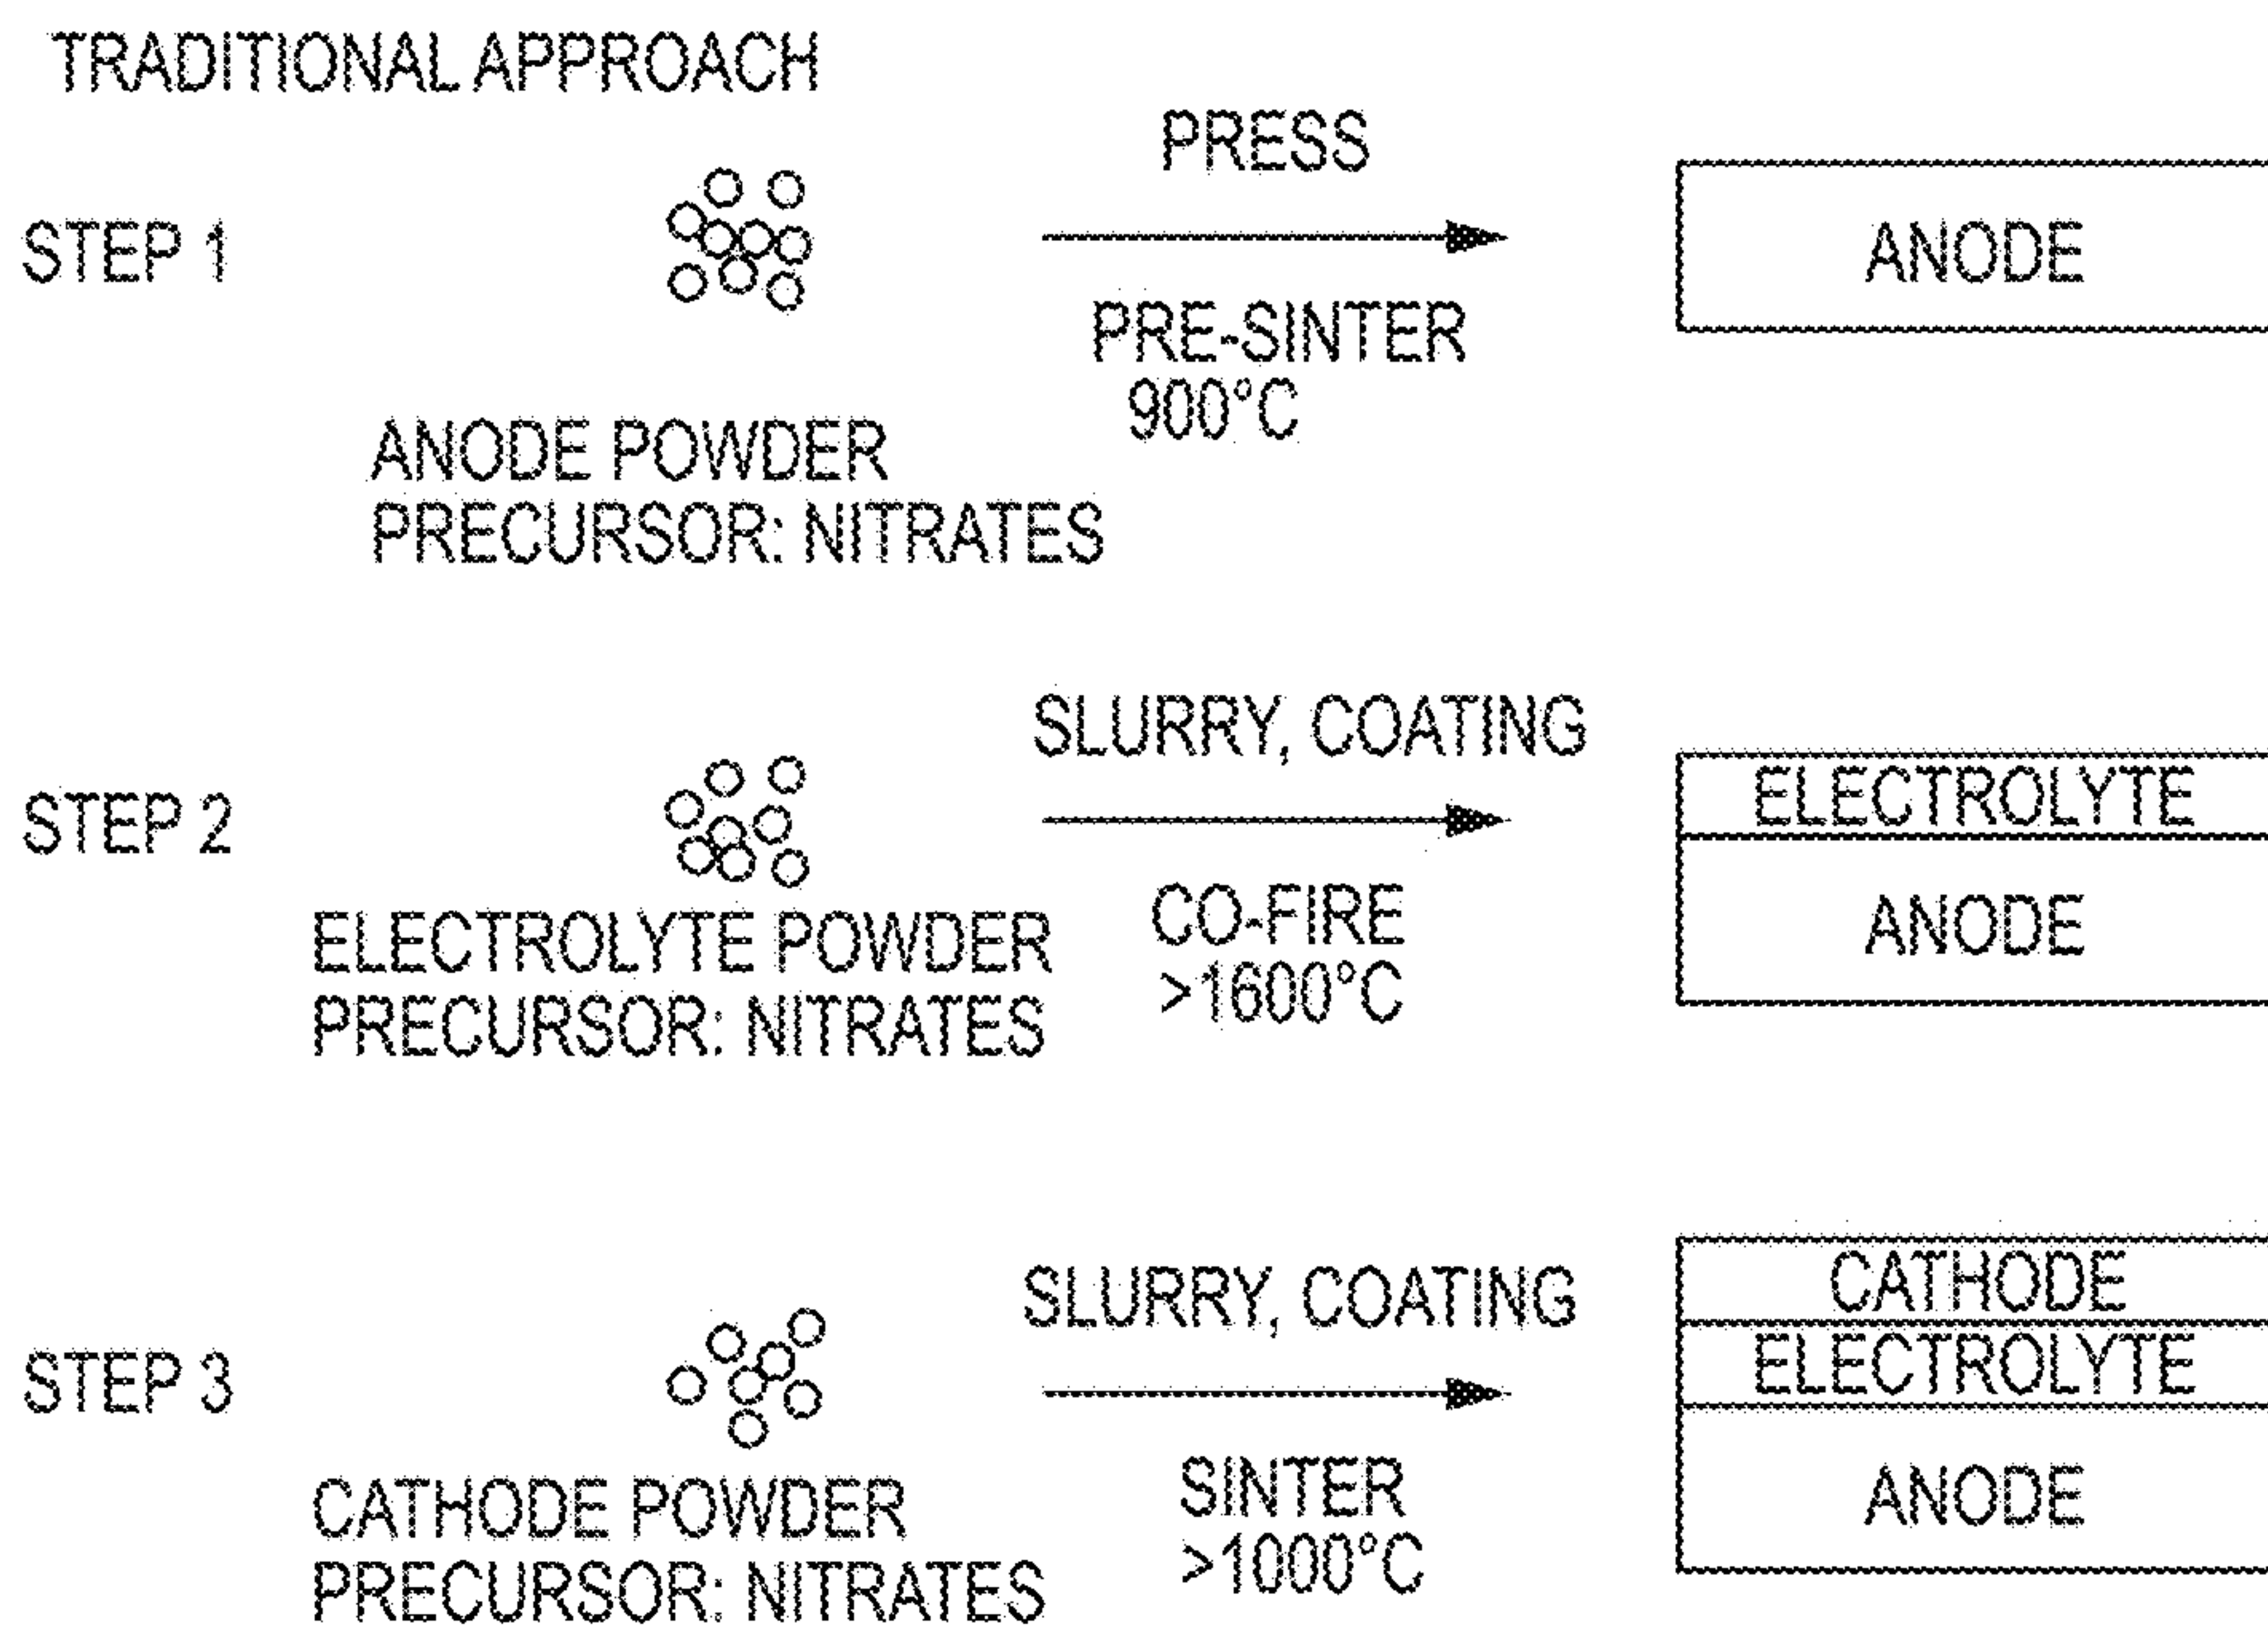 TRADITIONAL APPROACH
STEP 1
PRESS
PRE-SINTER
900°C
ANODE POWDER
PRECURSOR: NITRATES
ANODE
STEP 2
SLURRY, COATING
CO-FIRE
>1600°C
ELECTROLYTE POWDER
PRECURSOR: NITRATES
ELECTROLYTE
ANODE
STEP 3
SLURRY, COATING
SINTER
>1000°C
CATHODE POWDER
PRECURSOR: NITRATES
CATHODE
ELECTROLYTE
ANODE